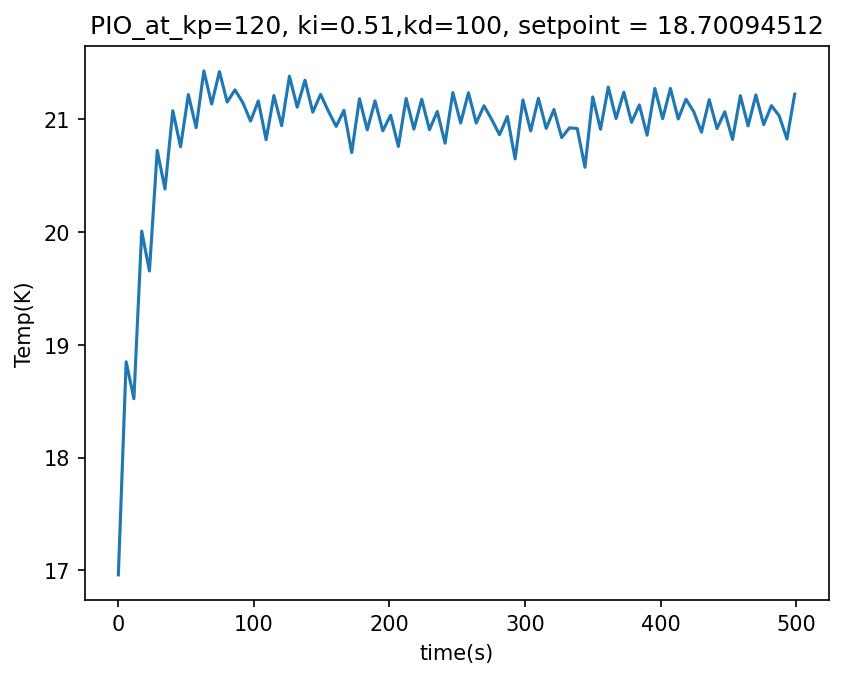 PIO_at_kp=120, ki=0.51,kd=100, setpoint = 18.70094512
21
20
19
18
17
Temp(K)
0 100 200 300 400 500
time(s)